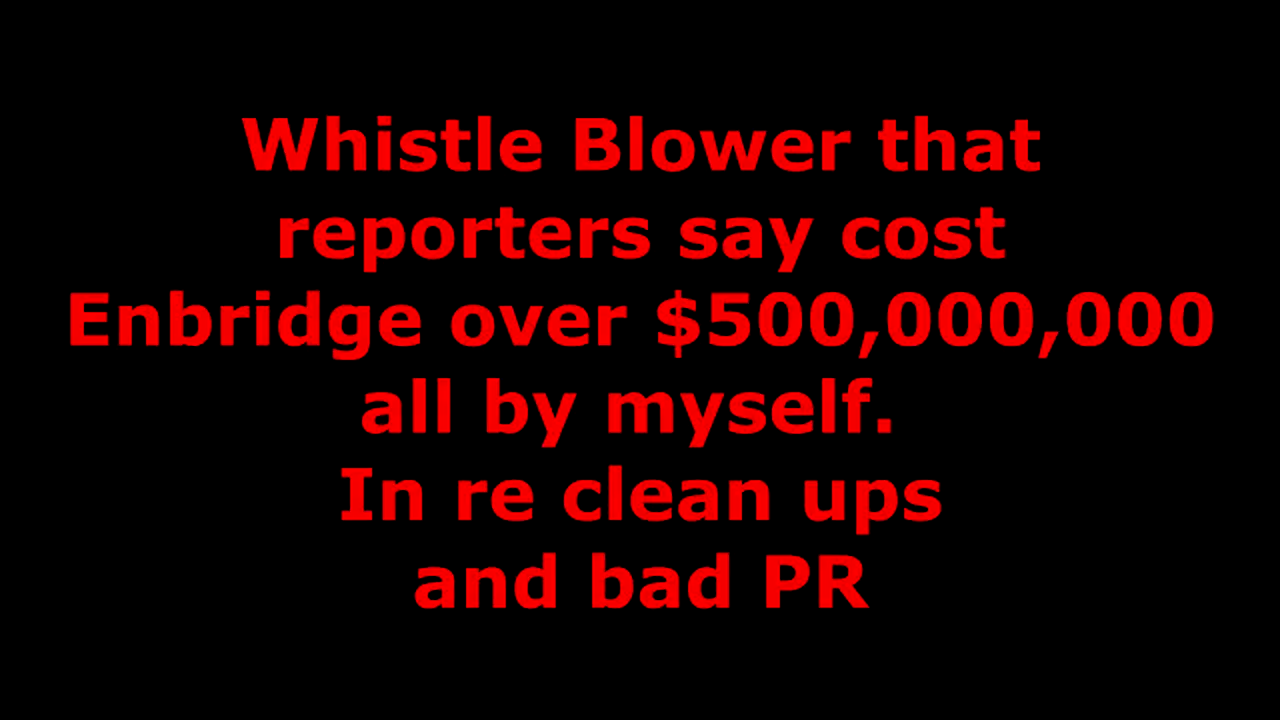 Whistle Blower that
reporters say cost
Enbridge over $500,000,000
all by myself.
In re clean ups
and bad PR